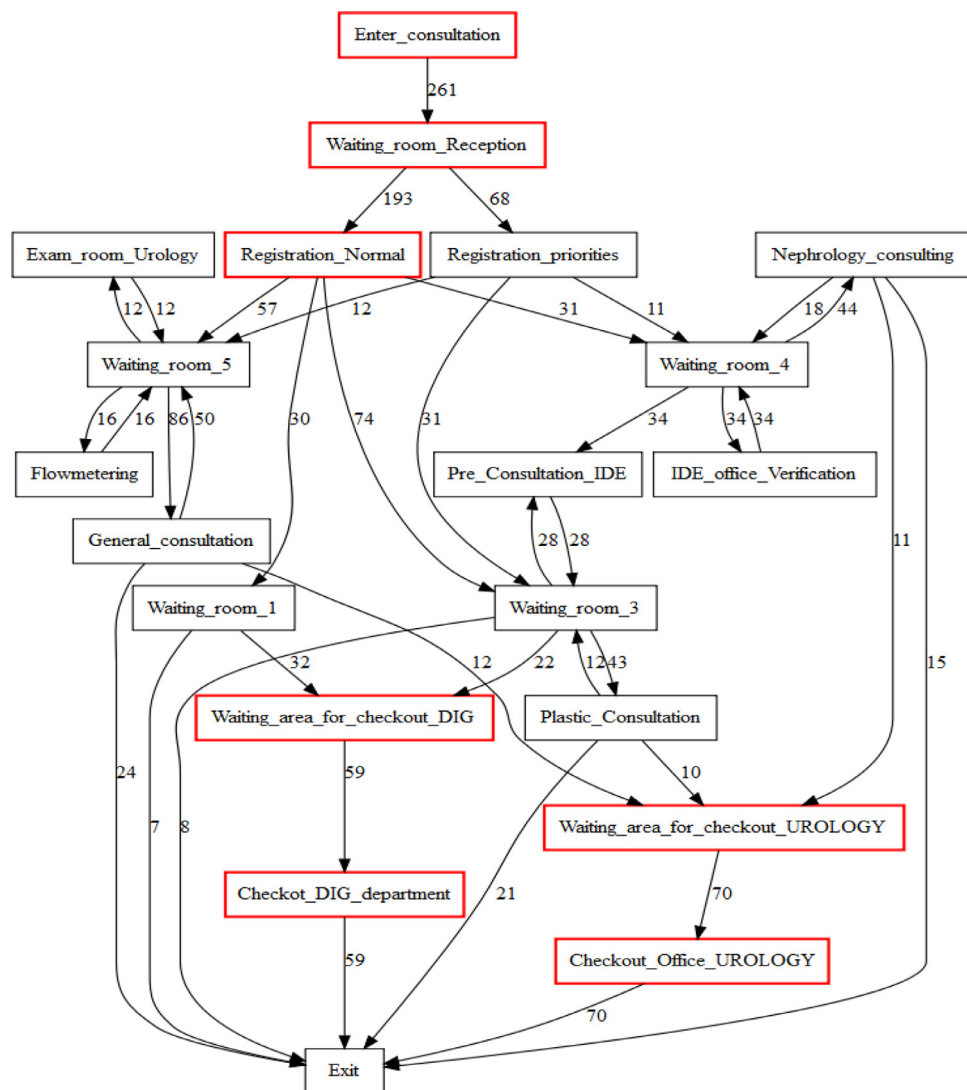 Enter_consultation
261
Waiting_room_Reception
193 68
Exam_room_Urology Registration_Normal Registration_priorities Nephrology_consulting
12 12 57 12 31 11 18 44
Waiting_room_5 Waiting_room_4
16 16 86 50 30 74 31 34 34 34
Flowmetering Pre_Consultation_IDE IDE_office_Verification
General_consultation 28 28 11
Waiting_room_1 Waiting_room_3
32 12 22 12 43 15
Waiting_area_for_checkout_DIG Plastic_Consultation
24 7 8 59 10
Waiting_area_for_checkout_UROLOGY
Checkot_DIG_department 21 70
59 Checkout_Office_UROLOGY
70
Exit